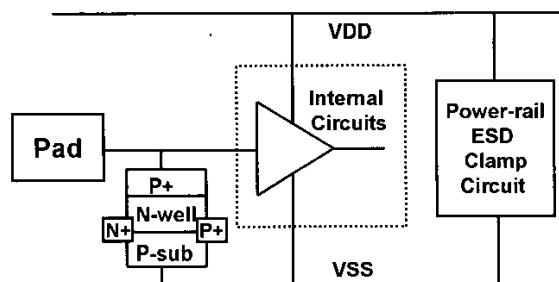 VDD
Internal
Circuits
Power-rail
ESD
Clamp
Circuit
Pad
P+
N-well
N+
P+
P-sub
VSS